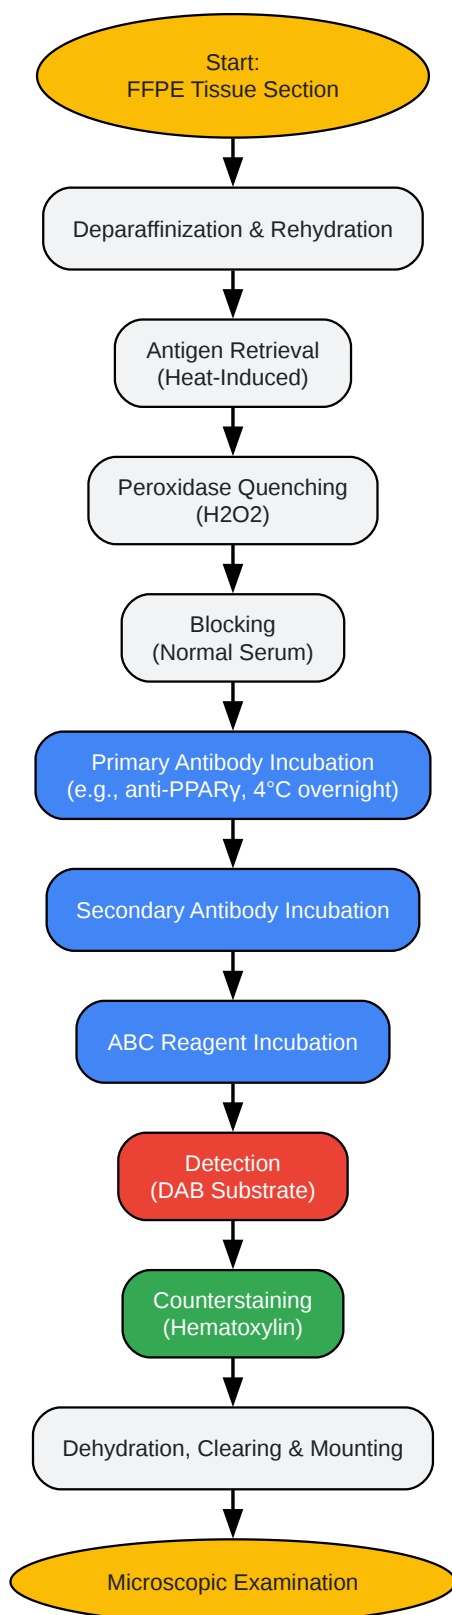 Start:
FFPE Tissue Section
Deparaffinization & Rehydration
Antigen Retrieval
(Heat-Induced)
Peroxidase Quenching
(H2O2)
Blocking
(Normal Serum)
Primary Antibody Incubation
(e.g., anti-PPARγ, 4°C overnight)
Secondary Antibody Incubation
ABC Reagent Incubation
Detection
(DAB Substrate)
Counterstaining
(Hematoxylin)
Dehydration, Clearing & Mounting
Microscopic Examination